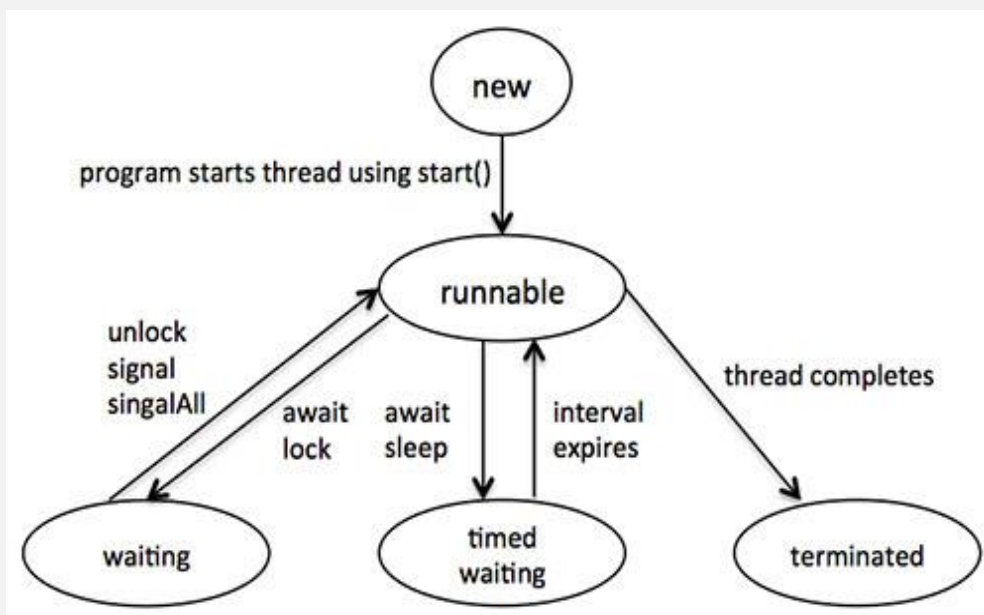 new
program starts thread using start()
runnable
unlock
signal
singalAll
await
lock
await
sleep
interval
expires
thread completes
waiting
timed
waiting
terminated